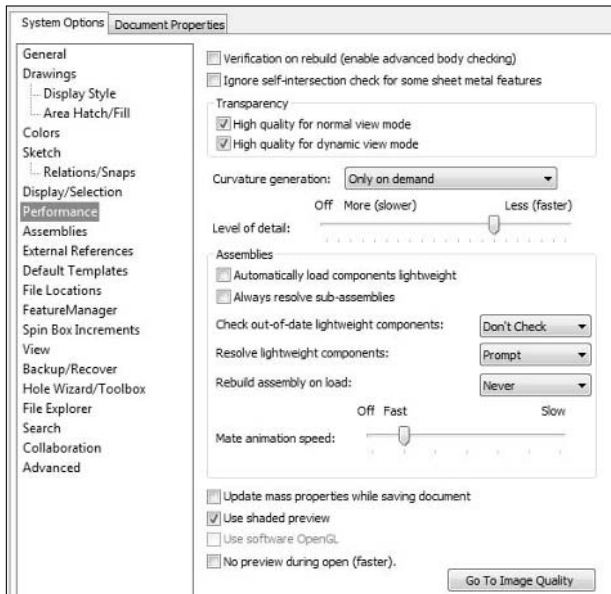 System Options
Document Properties
General
Drawings
Display Style
Area Hatch/Fill
Colors
Sketch
Relations/Snaps
Display/Selection
Performance
Assemblies
External References
Default Templates
File Locations
FeatureManager
Spin Box Increments
View
Backup/Recover
Hole Wizard/Toolbox
File Explorer
Search
Collaboration
Advanced
Verification on rebuild (enable advanced body checking)
Ignore self-intersection check for some sheet metal features
Transparency
High quality for normal view mode
High quality for dynamic view mode
Curvature generation: Only on demand
Off More (slower) Less (faster)
Level of detail:
Assemblies
Automatically load components lightweight
Always resolve sub-assemblies
Check out-of-date lightweight components: Don't Check
Resolve lightweight components: Prompt
Rebuild assembly on load: Never
Off Fast Slow
Mate animation speed:
Update mass properties while saving document
Use shaded preview
Use software OpenGL
No preview during open (faster).
Go To Image Quality